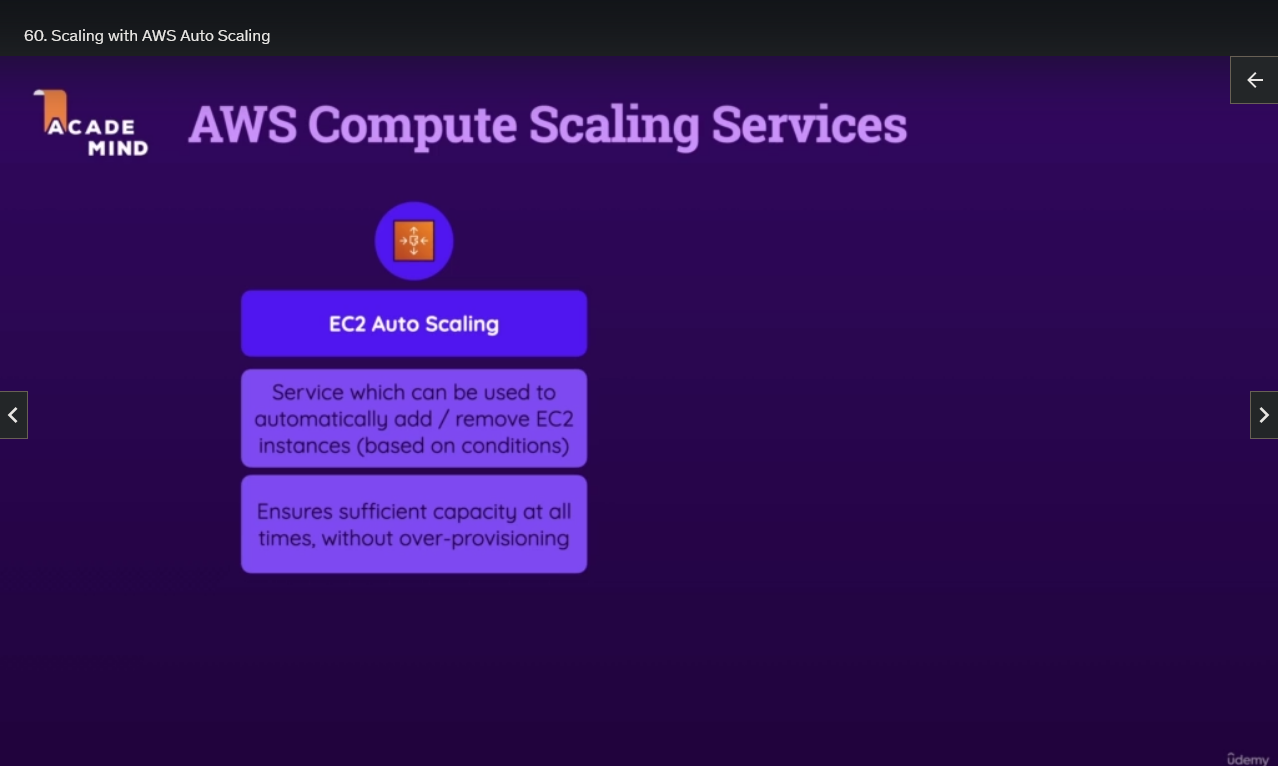 60. Scaling with AWS Auto Scaling
ACADE
MIND
AWS Compute Scaling Services
EC2 Auto Scaling
Service which can be used to
automatically add / remove EC2
instances (based on conditions)
Ensures sufficient capacity at all
times, without over-provisioning
ûdemy